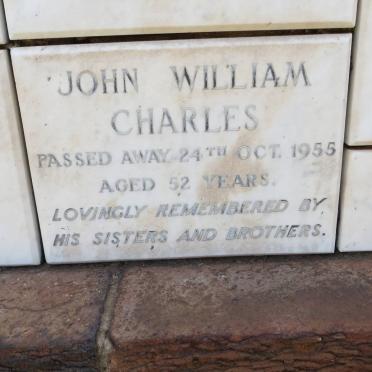 JOHN WILLIAM
CHARLES
PASSED AWAY 24TH OCT. 1955
AGED 52 YEARS.
LOVINGLY REMEMBERED BY
HIS SISTERS AND BROTHERS.